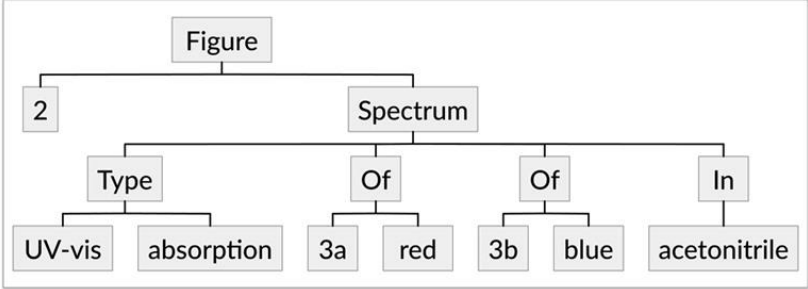 Figure
2 Spectrum
Type Of Of In
UV-vis absorption 3a red 3b blue acetonitrile